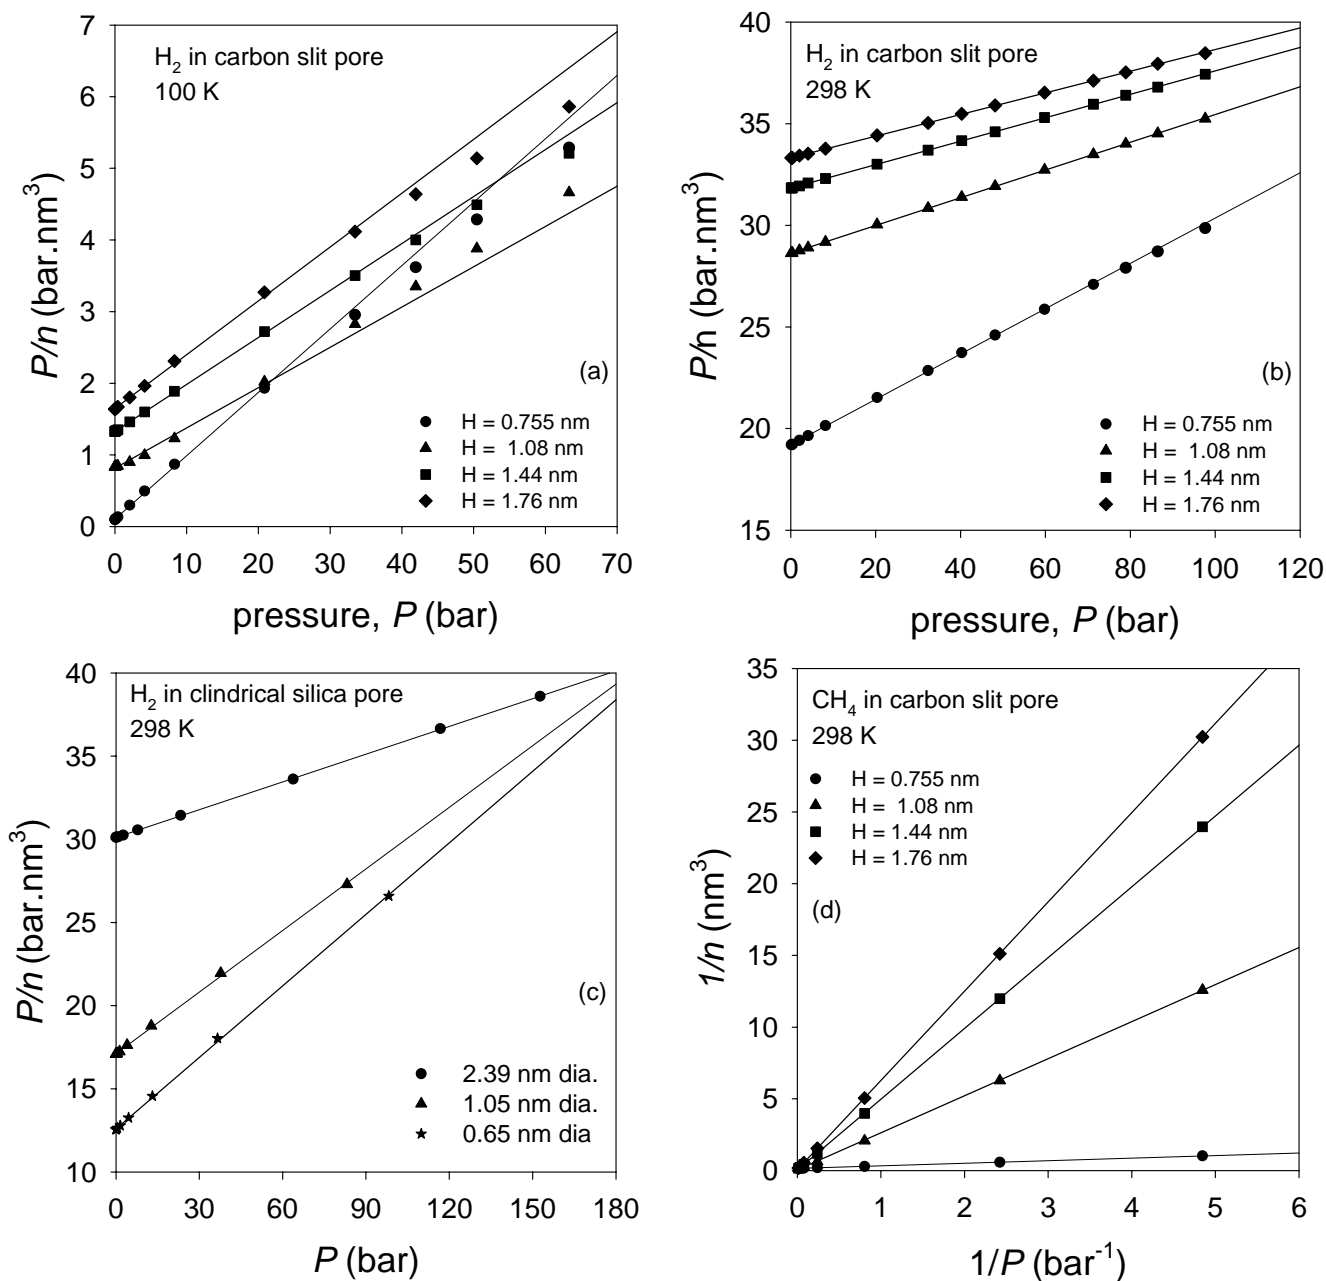 H2 in carbon slit pore
100 K
P/n (bar.nm3)
7
6
5
4
3
2
1
0
(a)
H = 0.755 nm
H = 1.08 nm
H = 1.44 nm
H = 1.76 nm
0 10 20 30 40 50 60 70
pressure, P (bar)
H2 in carbon slit pore
298 K
P/n (bar.nm3)
40
35
30
25
20
15
(b)
H = 0.755 nm
H = 1.08 nm
H = 1.44 nm
H = 1.76 nm
0 20 40 60 80 100 120
pressure, P (bar)
H2 in clindrical silica pore
298 K
P/n (bar.nm3)
40
35
30
25
20
15
10
(c)
2.39 nm dia.
1.05 nm dia.
0.65 nm dia
0 30 60 90 120 150 180
P (bar)
CH4 in carbon slit pore
298 K
H = 0.755 nm
H = 1.08 nm
H = 1.44 nm
H = 1.76 nm
(d)
1/n (nm3)
35
30
25
20
15
10
5
0
0 1 2 3 4 5 6
1/P (bar-1)